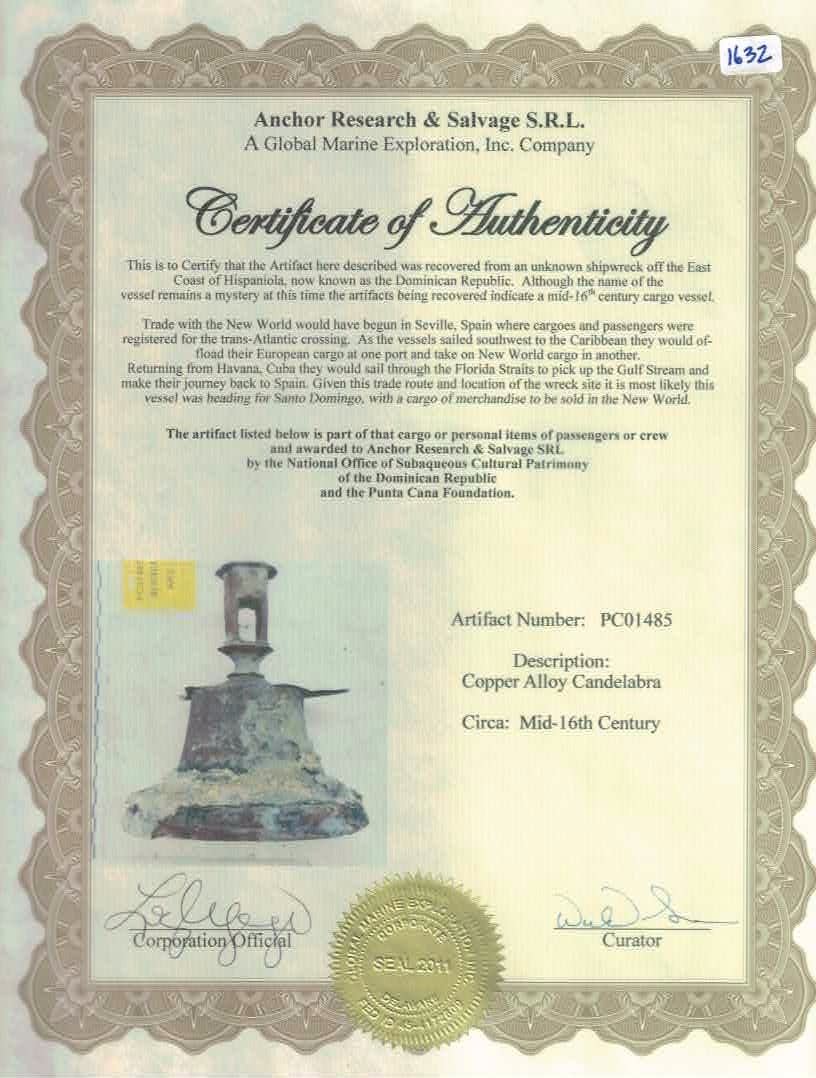 1632
Anchor Research & Salvage S.R.L.
A Global Marine Exploration, Inc. Company
Certificate of Authenticity
This is to Certify that the Artifact here described was recovered from an unknown shipwreck off the East
Coast of Hispaniola, now known as the Dominican Republic. Although the name of the
vessel remains a mystery at this time the artifacts being recovered indicate a mid-16th century cargo vessel.
Trade with the New World would have begun in Seville, Spain where cargoes and passengers were
registered for the trans-Atlantic crossing. As the vessels sailed southwest to the Caribbean they would of-
fload their European cargo at one port and take on New World cargo in another.
Returning from Havana, Cuba they would sail through the Florida Straits to pick up the Gulf Stream and
make their journey back to Spain. Given this trade route and location of the wreck site it is most likely this
vessel was heading for Santo Domingo, with a cargo of merchandise to be sold in the New World.
The artifact listed below is part of that cargo or personal items of passengers or crew
and awarded to Anchor Research & Salvage SRL
by the National Office of Subaqueous Cultural Patrimony
of the Dominican Republic
and the Punta Cana Foundation.
Artifact Number: PC01485
Description:
Copper Alloy Candelabra
Circa: Mid-16th Century
Corporation Official
GLOBAL MARINE EXPLORATION, INC.
CORPORATE
SEAL 2011
DELAWARE
Curator